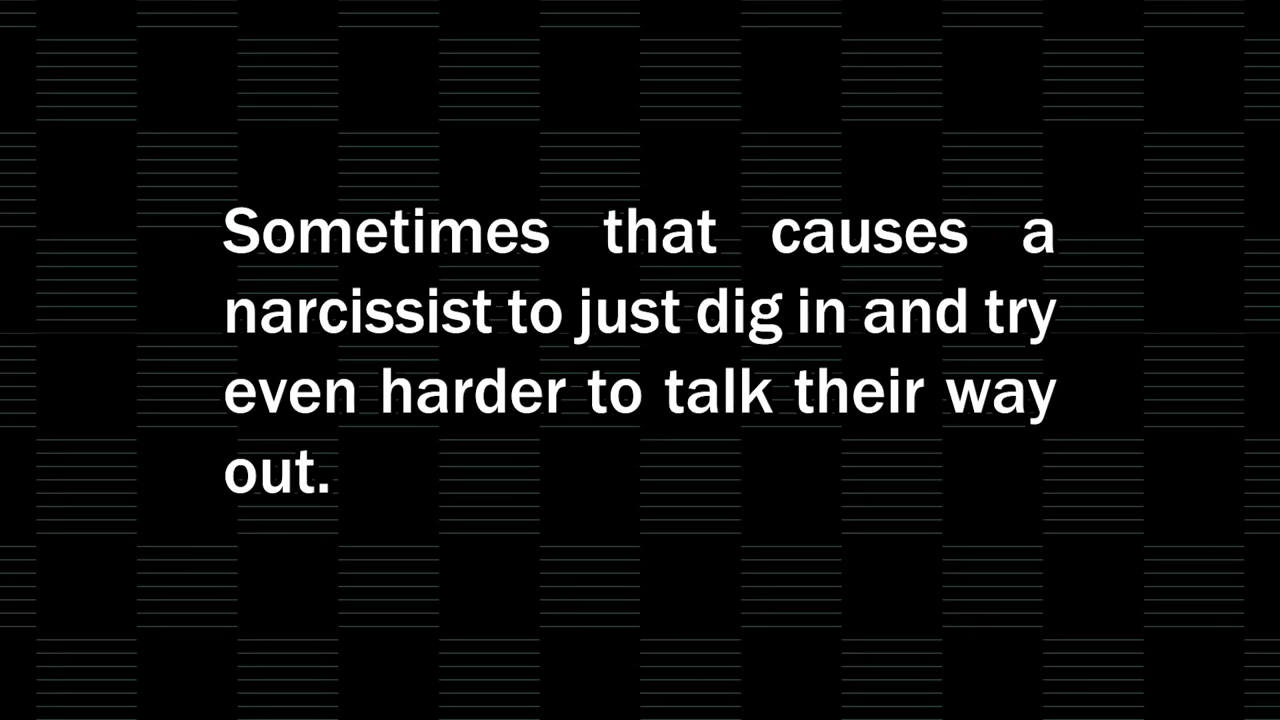 Sometimes that causes a
narcissist to just dig in and try
even harder to talk their way
out.